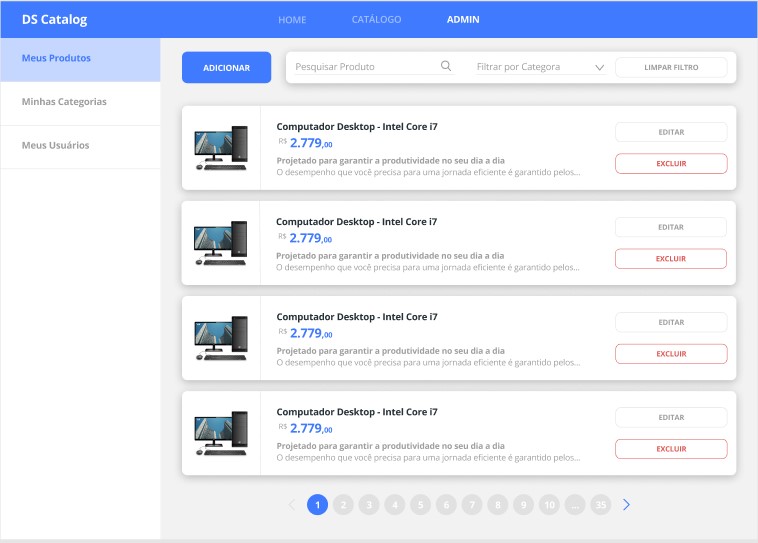 DS Catalog
HOME
CATÁLOGO
ADMIN
Meus Produtos
Minhas Categorias
Meus Usuários
ADICIONAR
Pesquisar Produto
Filtrar por Categora
LIMPAR FILTRO
Computador Desktop - Intel Core i7
R$ 2.779,00
Projetado para garantir a produtividade no seu dia a dia
O desempenho que você precisa para uma jornada eficiente é garantido pelos...
EDITAR
EXCLUIR
Computador Desktop - Intel Core i7
R$ 2.779,00
Projetado para garantir a produtividade no seu dia a dia
O desempenho que você precisa para uma jornada eficiente é garantido pelos...
EDITAR
EXCLUIR
Computador Desktop - Intel Core i7
R$ 2.779,00
Projetado para garantir a produtividade no seu dia a dia
O desempenho que você precisa para uma jornada eficiente é garantido pelos...
EDITAR
EXCLUIR
Computador Desktop - Intel Core i7
R$ 2.779,00
Projetado para garantir a produtividade no seu dia a dia
O desempenho que você precisa para uma jornada eficiente é garantido pelos...
EDITAR
EXCLUIR
1 2 3 4 5 6 7 8 9 10 ... 35